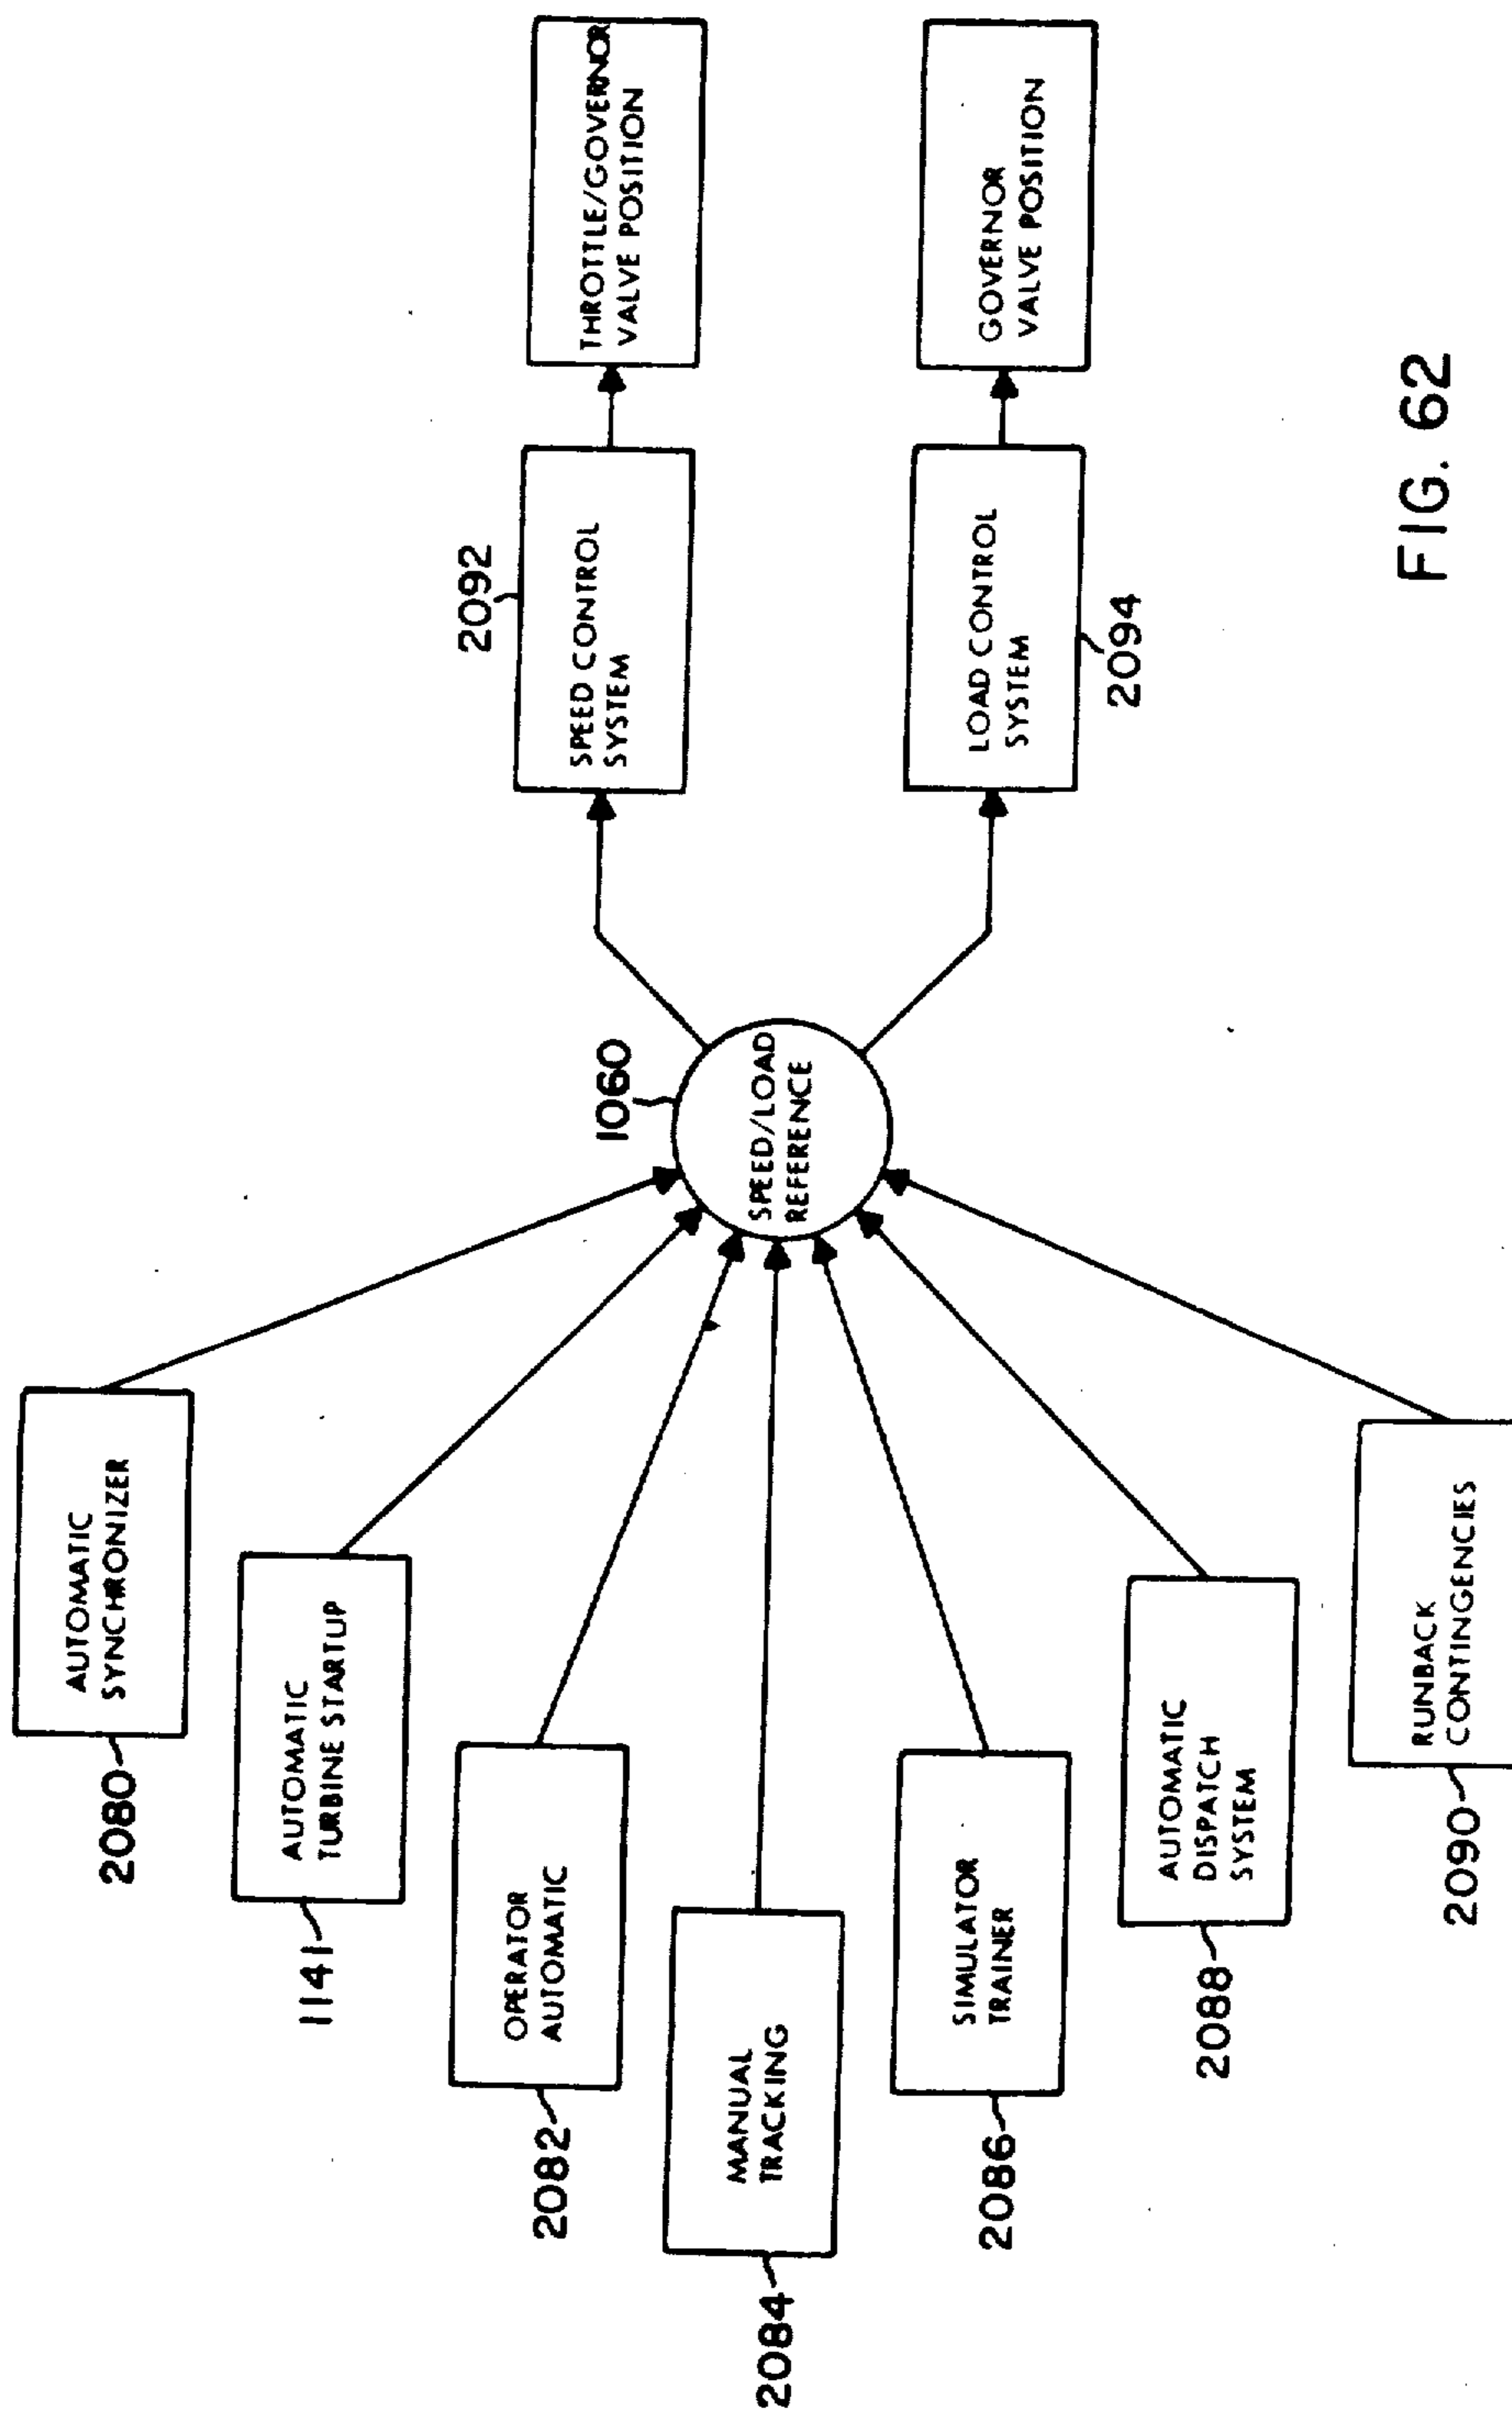 AUTOMATIC
SYNCHRONIZER
2080
AUTOMATIC
TURBINE STARTUP
1141
OPERATOR
AUTOMATIC
2082
MANUAL
TRACKING
2084
SIMULATOR
TRAINER
2086
AUTOMATIC
DISPATCH
SYSTEM
2088
RUNBACK
CONTINGENCIES
2090
1060
SPEED/LOAD
REFERENCE
2092
SPEED CONTROL
SYSTEM
LOAD CONTROL
SYSTEM
2094
THROTTLE/GOVERNOR
VALVE POSITION
GOVERNOR
VALVE POSITION
FIG. 62